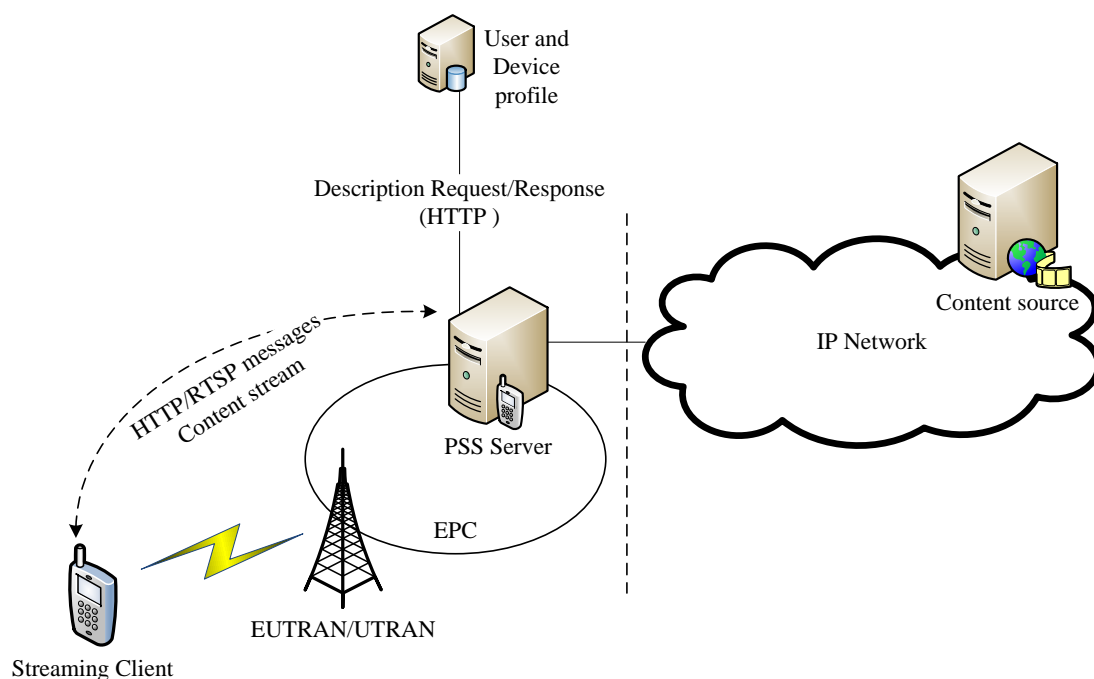 User and
Device
profile
Description Request/Response
(HTTP )
HTTP/RTSP messages
Content stream
Content source
IP Network
PSS Server
EPC
EUTRAN/UTRAN
Streaming Client